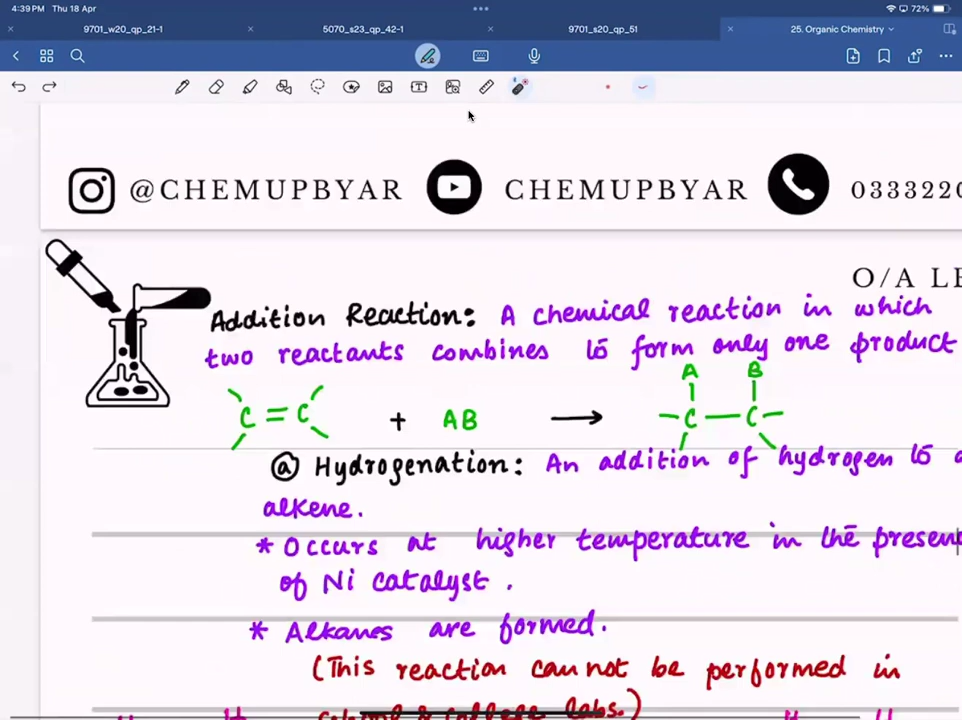 4:39 PM Thu 18 Apr
72%
9701_w20_qp_21-1
5070_s23_qp_42-1
9701_s20_qp_51
25. Organic Chemistry
@CHEMUPBYAR CHEMUPBYAR 0333220
O/A LE
Addition Reaction: A chemical reaction in which
two reactants combines to form only one product
A B
C = C + AB → C — C
@ Hydrogenation: An addition of hydrogen to a
alkene.
* Occurs at higher temperature in the presen
of Ni catalyst.
* Alkanes are formed.
(This reaction can not be performed in
college labs.)
H H H